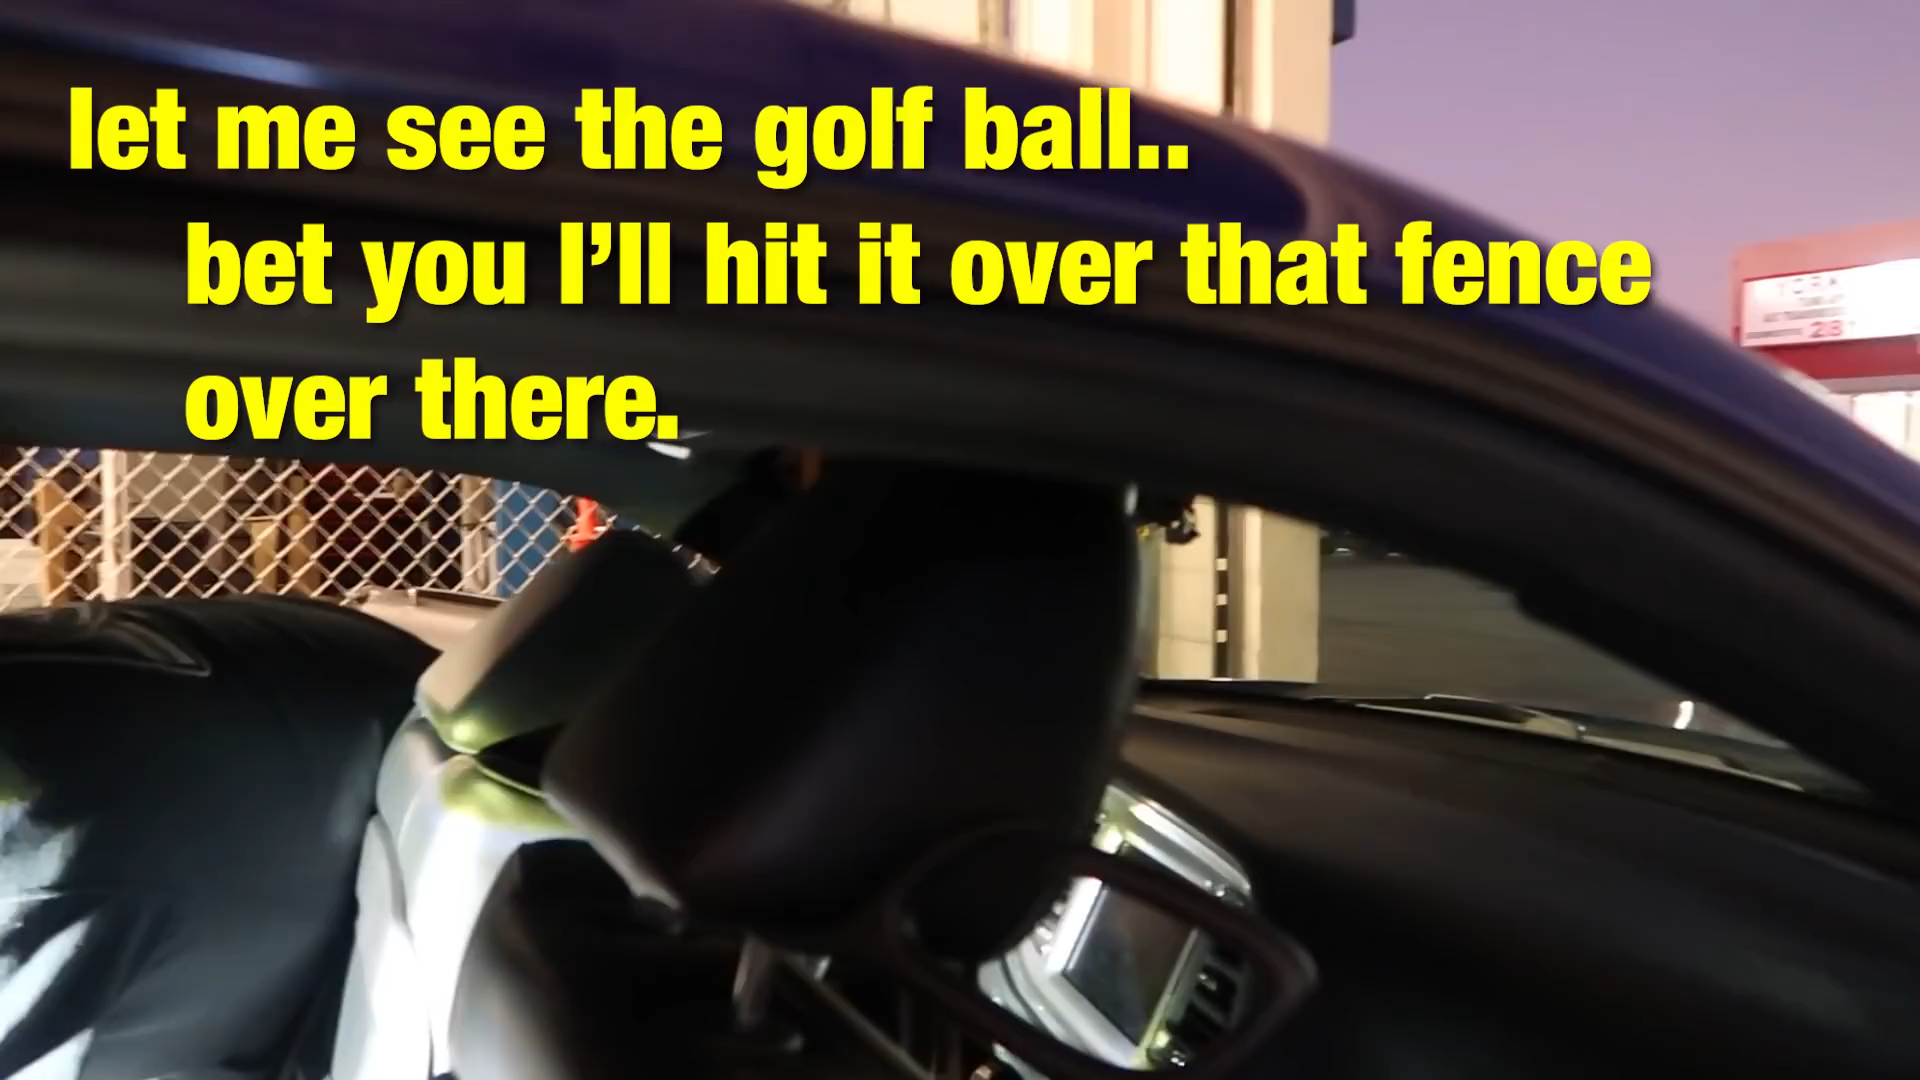 let me see the golf ball..
bet you I’ll hit it over that fence
over there.